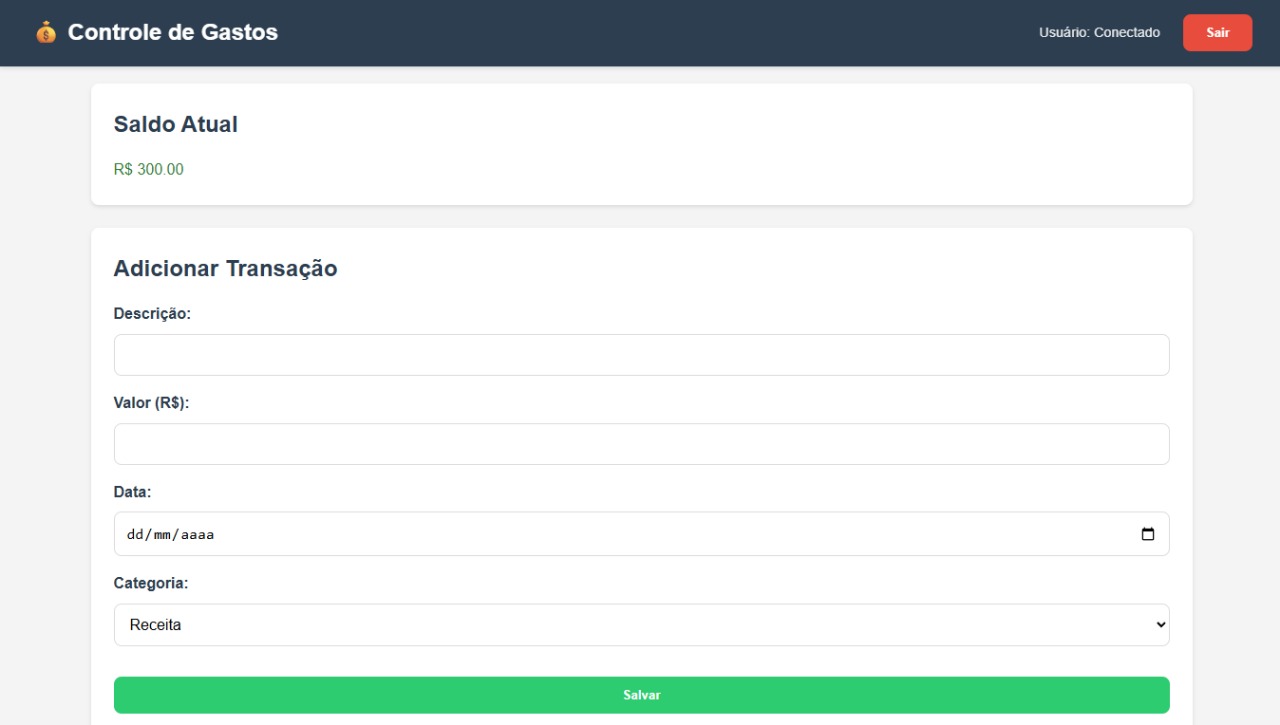 Controle de Gastos
Usuário: Conectado
Sair
Saldo Atual
R$ 300.00
Adicionar Transação
Descrição:
Valor (R$):
Data:
dd/mm/aaaa
Categoria:
Receita
Salvar